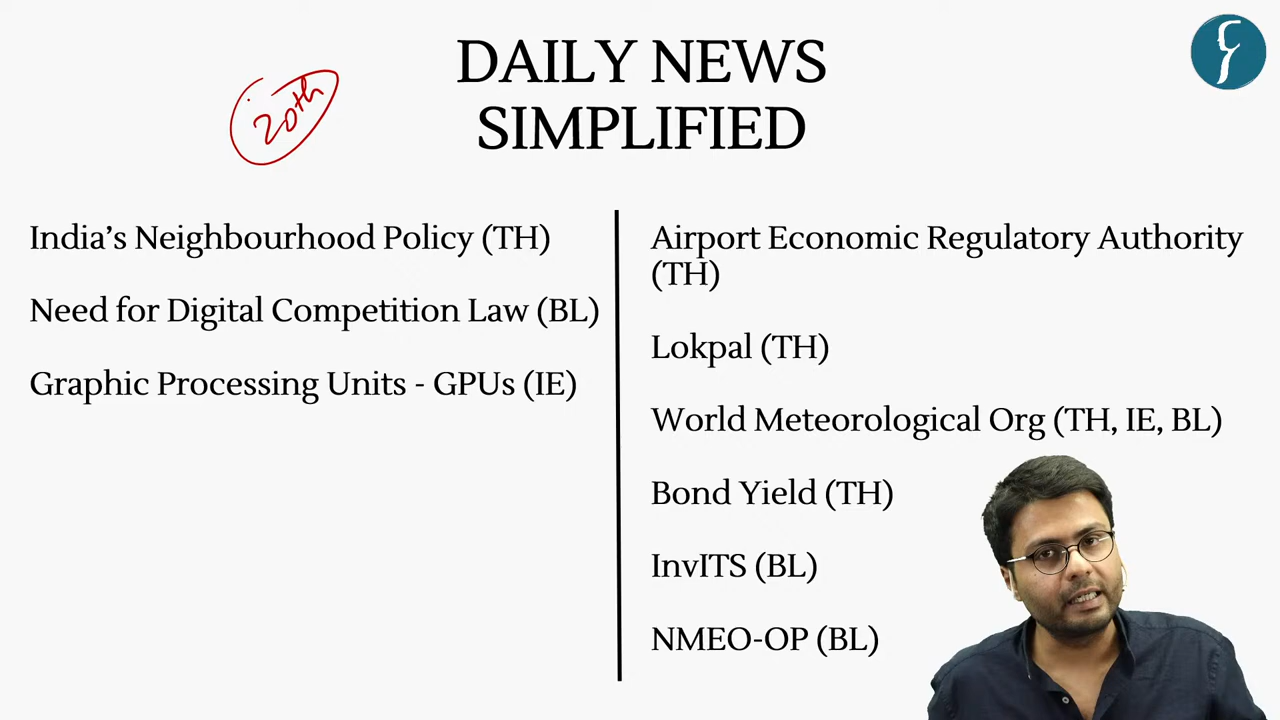 DAILY NEWS
SIMPLIFIED
20th
India's Neighbourhood Policy (TH)
Need for Digital Competition Law (BL)
Graphic Processing Units - GPUs (IE)
Airport Economic Regulatory Authority
(TH)
Lokpal (TH)
World Meteorological Org (TH, IE, BL)
Bond Yield (TH)
InvITS (BL)
NMEO-OP (BL)